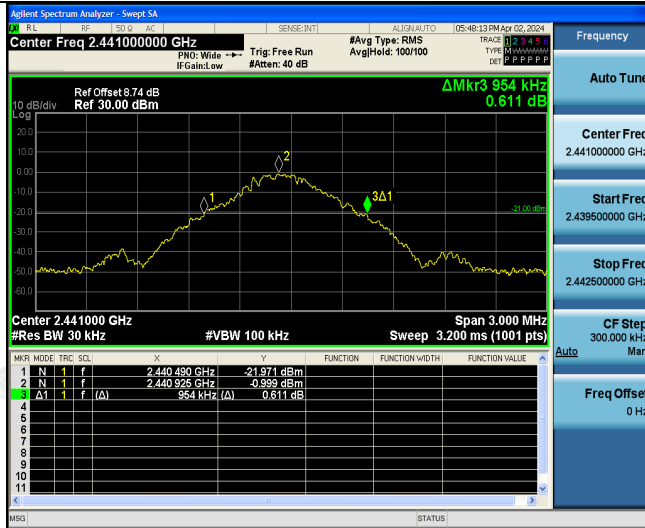 Agilent Spectrum Analyzer - Swept SA
RL RF 50 Ω AC SENSE:INT ALIGN AUTO 05:48:13 PM Apr 02, 2024
Center Freq 2.441000000 GHz #Avg Type: RMS TRACE 1 2 3 4 5 6
PNO: Wide Trig: Free Run Avg|Hold: 100/100 TYPE M
IFGain:Low #Atten: 40 dB DET P P P P P P
ΔMkr3 954 kHz
Ref Offset 8.74 dB
0.611 dB
10 dB/div Ref 30.00 dBm
Log
20.0
10.0
0.00
-10.0
-20.0
-30.0
-40.0
-50.0
-60.0
1
2
3Δ1
-21.00 dBm
Center 2.441000 GHz Span 3.000 MHz
#Res BW 30 kHz #VBW 100 kHz Sweep 3.200 ms (1001 pts)
MKR MODE TRC SCL X Y FUNCTION FUNCTION WIDTH FUNCTION VALUE
1 N 1 f 2.440 490 GHz -21.971 dBm
2 N 1 f 2.440 925 GHz -0.999 dBm
3 Δ1 1 f (Δ) 954 kHz (Δ) 0.611 dB
4
5
6
7
8
9
10
11
MSG STATUS
Frequency
Auto Tune
Center Freq
2.441000000 GHz
Start Freq
2.439500000 GHz
Stop Freq
2.442500000 GHz
CF Step
300.000 kHz
Auto Man
Freq Offset
0 Hz